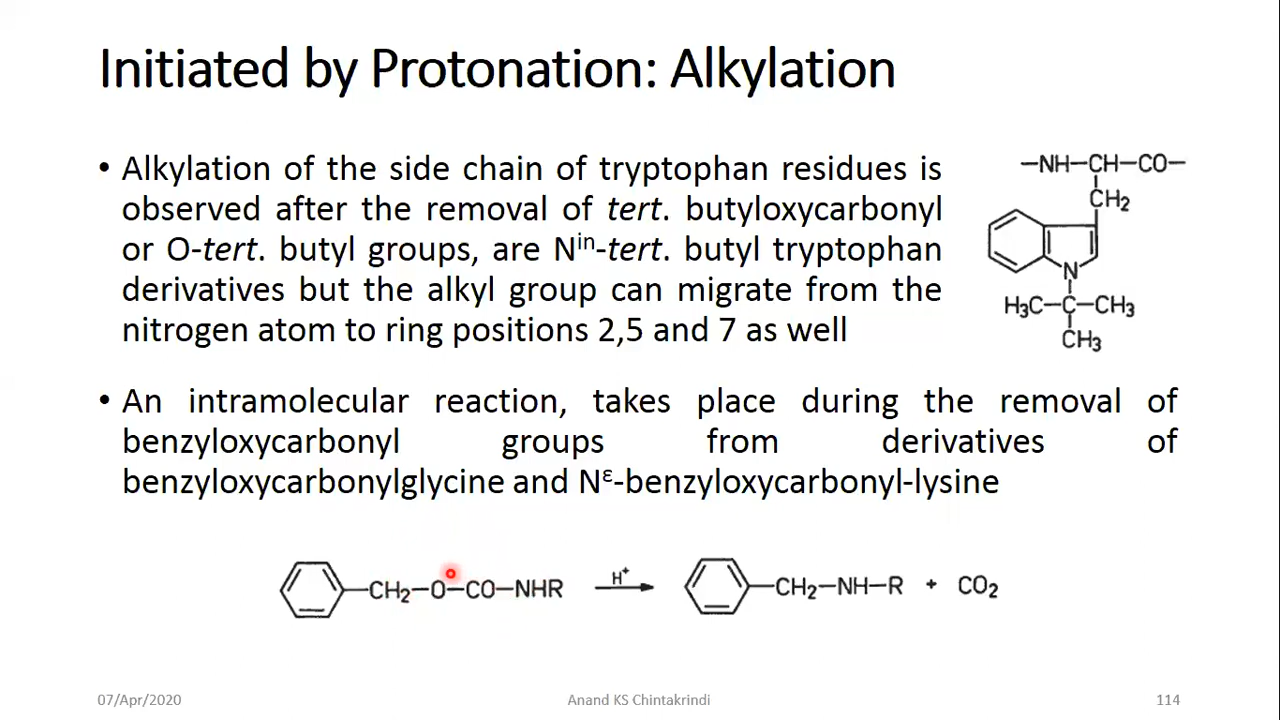 Initiated by Protonation: Alkylation
• Alkylation of the side chain of tryptophan residues is
observed after the removal of tert. butyloxycarbonyl
or O-tert. butyl groups, are Nⁱⁿ-tert. butyl tryptophan
derivatives but the alkyl group can migrate from the
nitrogen atom to ring positions 2,5 and 7 as well
—NH—CH—CO—
CH₂
N
H₃C—C—CH₃
CH₃
• An intramolecular reaction, takes place during the removal of
benzyloxycarbonyl groups from derivatives of
benzyloxycarbonylglycine and Nᵋ-benzyloxycarbonyl-lysine
CH₂—O—CO—NHR H⁺ CH₂—NH—R + CO₂
07/Apr/2020 Anand KS Chintakrindi 114